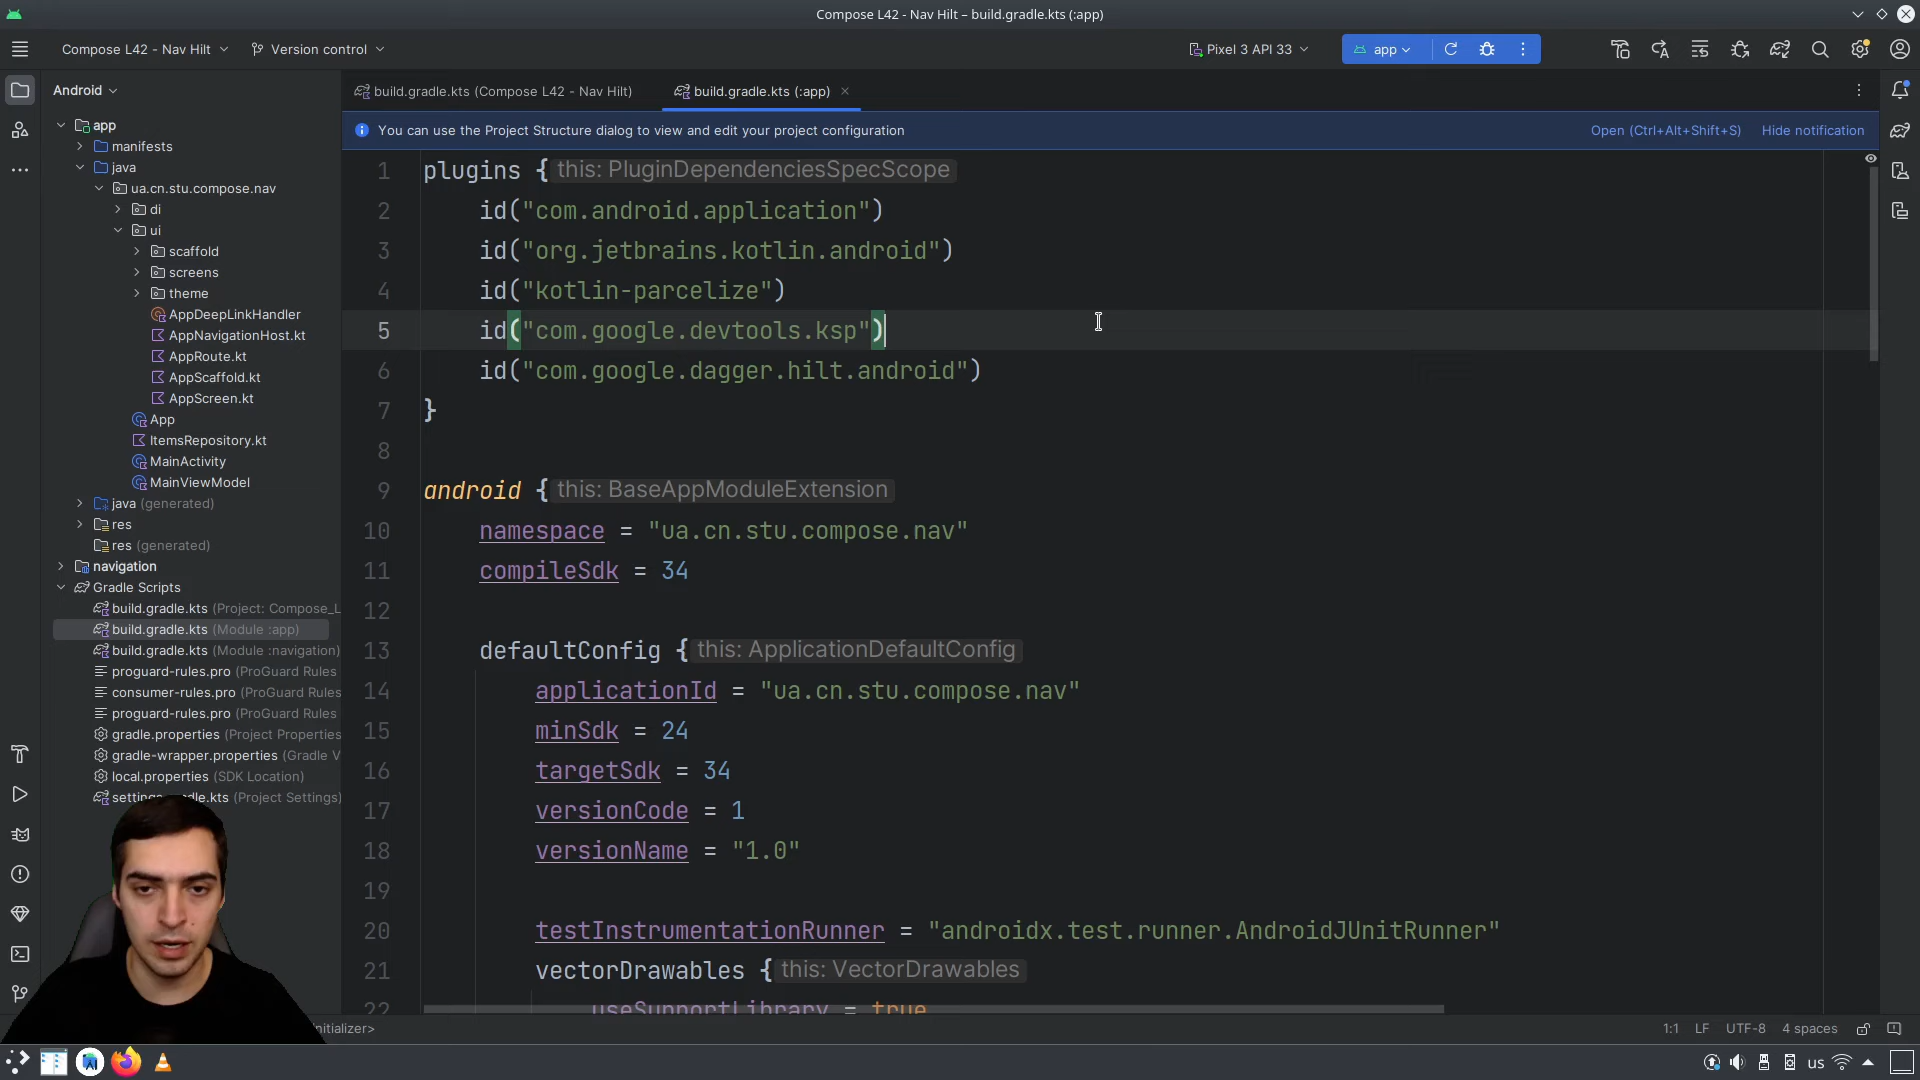 Compose L42 - Nav Hilt – build.gradle.kts (:app)
Compose L42 - Nav Hilt
Version control
Pixel 3 API 33
app
Android
build.gradle.kts (Compose L42 - Nav Hilt)
build.gradle.kts (:app)
You can use the Project Structure dialog to view and edit your project configuration
Open (Ctrl+Alt+Shift+S)
Hide notification
app
manifests
java
ua.cn.stu.compose.nav
di
ui
scaffold
screens
theme
AppDeepLinkHandler
AppNavigationHost.kt
AppRoute.kt
AppScaffold.kt
AppScreen.kt
App
ItemsRepository.kt
MainActivity
MainViewModel
java (generated)
res
res (generated)
navigation
Gradle Scripts
build.gradle.kts (Project: Compose_L
build.gradle.kts (Module :app)
build.gradle.kts (Module :navigation)
proguard-rules.pro (ProGuard Rules
consumer-rules.pro (ProGuard Rules
proguard-rules.pro (ProGuard Rules
gradle.properties (Project Properties
gradle-wrapper.properties (Gradle V
local.properties (SDK Location)
(Project Settings)
1 plugins { this: PluginDependenciesSpecScope
2 id("com.android.application")
3 id("org.jetbrains.kotlin.android")
4 id("kotlin-parcelize")
5 id("com.google.devtools.ksp")
6 id("com.google.dagger.hilt.android")
7 }
8
9 android { this: BaseAppModuleExtension
10 namespace = "ua.cn.stu.compose.nav"
11 compileSdk = 34
12
13 defaultConfig { this: ApplicationDefaultConfig
14 applicationId = "ua.cn.stu.compose.nav"
15 minSdk = 24
16 targetSdk = 34
17 versionCode = 1
18 versionName = "1.0"
19
20 testInstrumentationRunner = "androidx.test.runner.AndroidJUnitRunner"
21 vectorDrawables { this: VectorDrawables
22 useSupportLibrary = true
nitializer>
1:1
LF
UTF-8
4 spaces
us